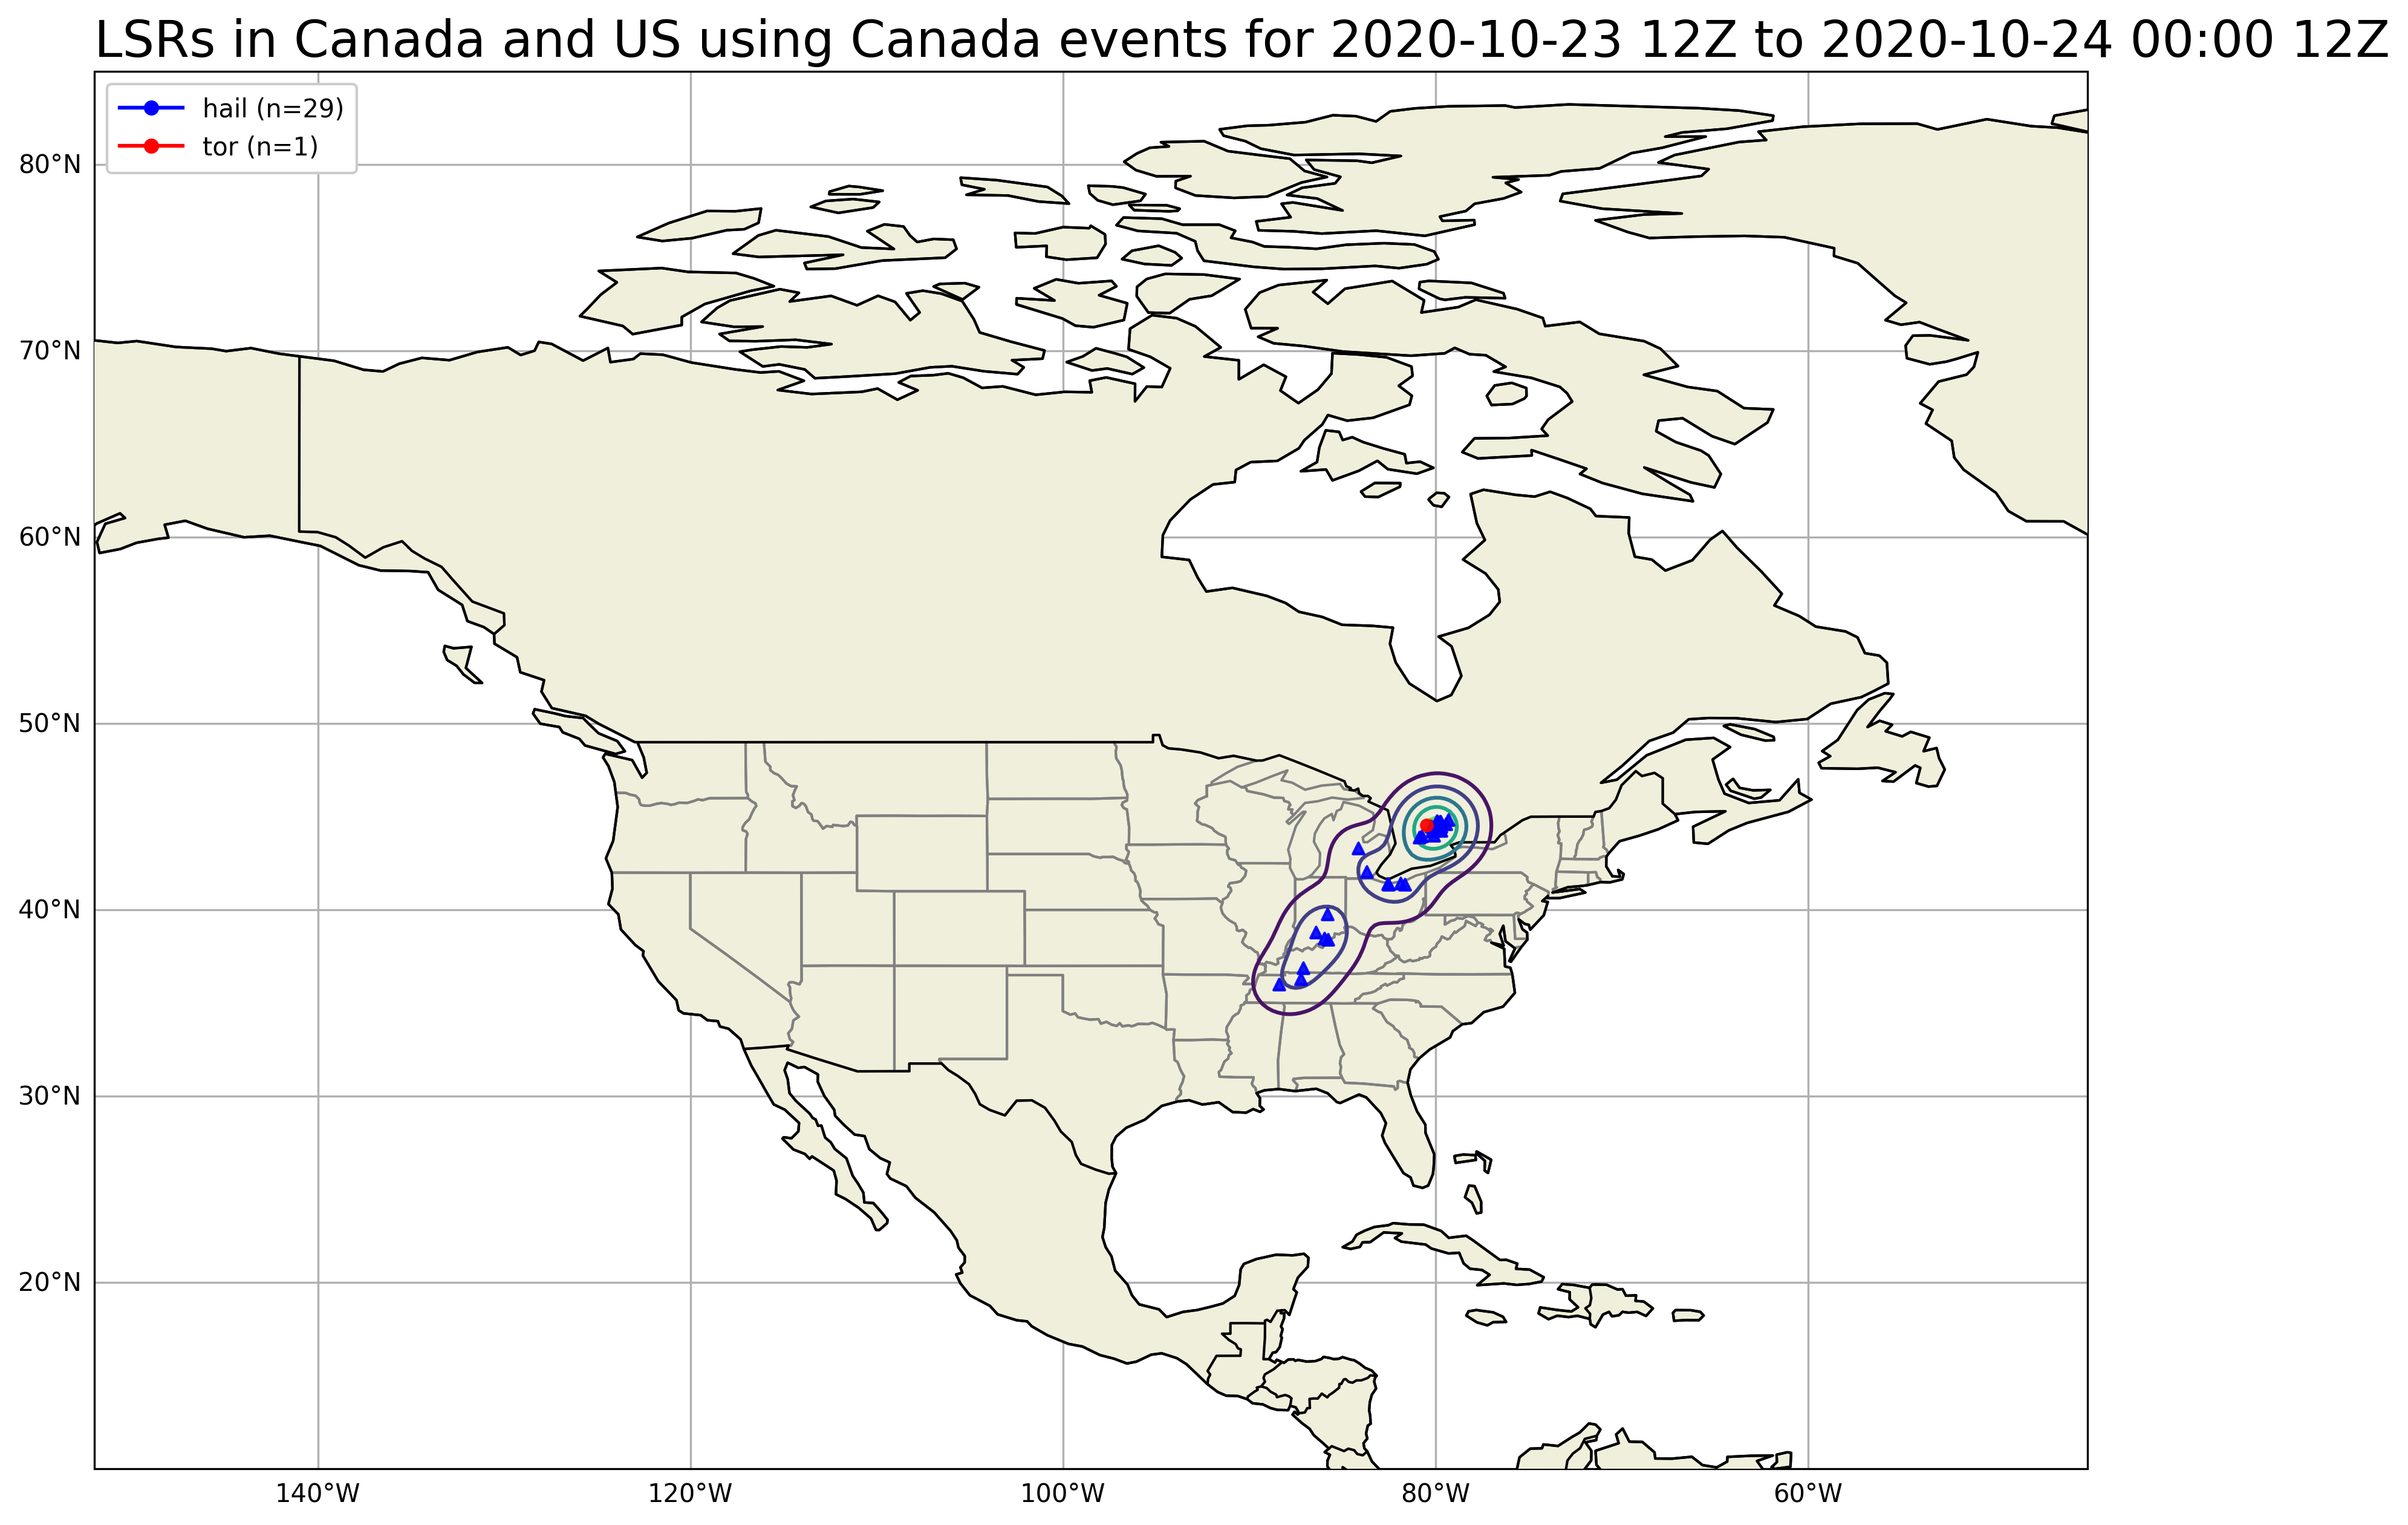 LSRs in Canada and US using Canada events for 2020-10-23 12Z to 2020-10-24 00:00 12Z
hail (n=29)
tor (n=1)
80°N
70°N
60°N
50°N
40°N
30°N
20°N
140°W
120°W
100°W
80°W
60°W